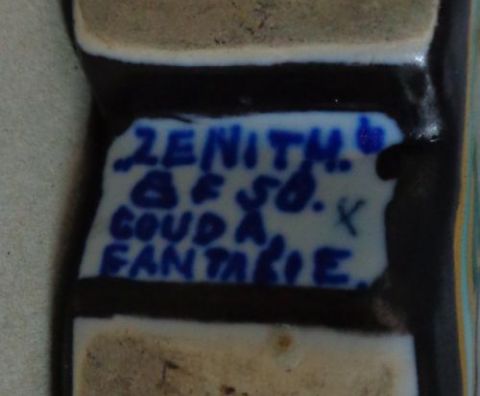 ZENITH. b
8 F 50. X
GOUDA
FANTASIE.